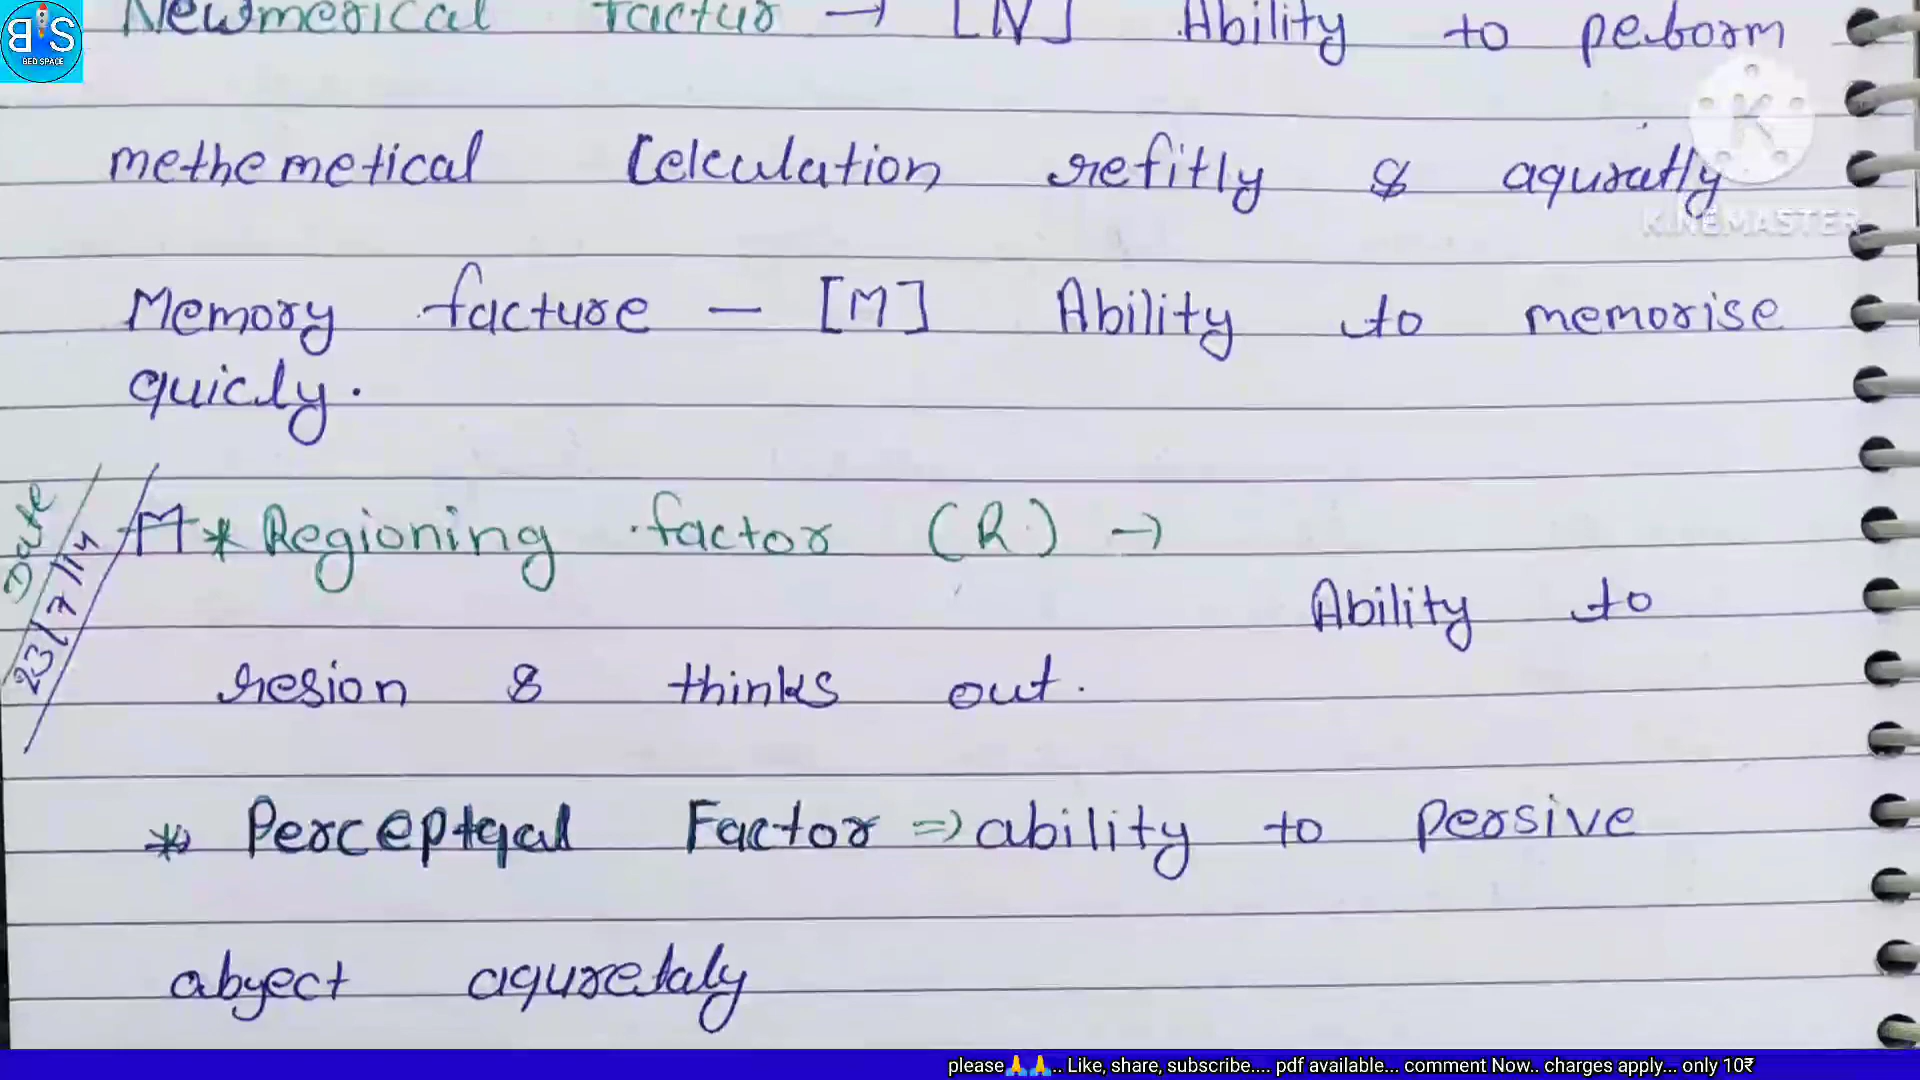 BIS
BED SPACE
Newmerical factur → [N] Ability to peborm
methemetical Celculation refitly & aquratly
KINEMASTER
Memory facture — [M] Ability to memorise
quicly.
Date 23/7/14
M * Regioning factor (R) →
Ability to
resion & thinks out.
* Perceptqal Factor ⇒ ability to persive
abyect aquretaly
please🙏🙏.. Like, share, subscribe.... pdf available... comment Now.. charges apply... only 10₹